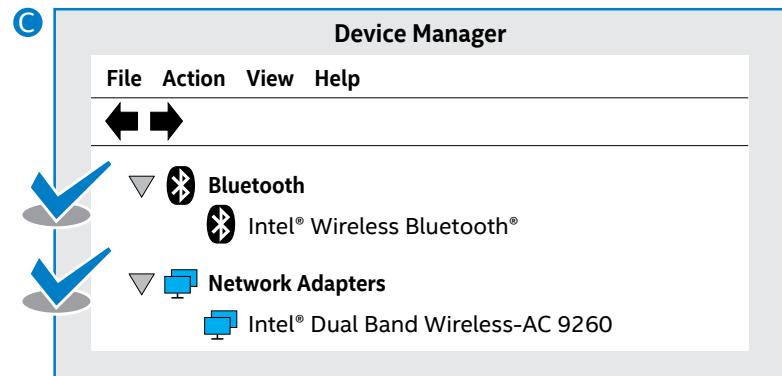 C
Device Manager
File Action View Help
Bluetooth
Intel® Wireless Bluetooth®
Network Adapters
Intel® Dual Band Wireless-AC 9260